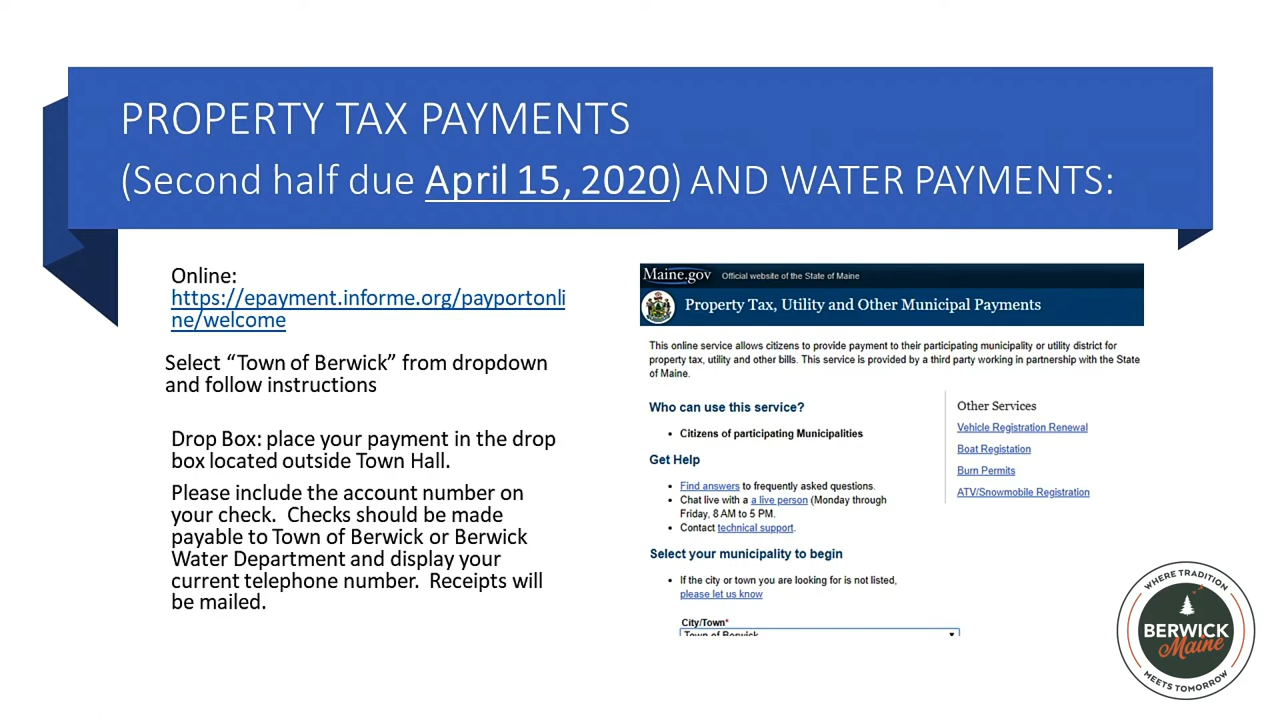 PROPERTY TAX PAYMENTS
(Second half due April 15, 2020) AND WATER PAYMENTS:
Online:
https://epayment.informe.org/payportonli
ne/welcome
Select “Town of Berwick” from dropdown
and follow instructions
Drop Box: place your payment in the drop
box located outside Town Hall.
Please include the account number on
your check. Checks should be made
payable to Town of Berwick or Berwick
Water Department and display your
current telephone number. Receipts will
be mailed.
Maine.gov Official website of the State of Maine
Property Tax, Utility and Other Municipal Payments
This online service allows citizens to provide payment to their participating municipality or utility district for
property tax, utility and other bills. This service is provided by a third party working in partnership with the State
of Maine.
Who can use this service?
• Citizens of participating Municipalities
Get Help
• Find answers to frequently asked questions.
• Chat live with a a live person (Monday through
Friday, 8 AM to 5 PM.
• Contact technical support.
Select your municipality to begin
• If the city or town you are looking for is not listed,
please let us know
City/Town*
Town of Berwick
Other Services
Vehicle Registration Renewal
Boat Registation
Burn Permits
ATV/Snowmobile Registration
WHERE TRADITION
BERWICK
Maine
MEETS TOMORROW